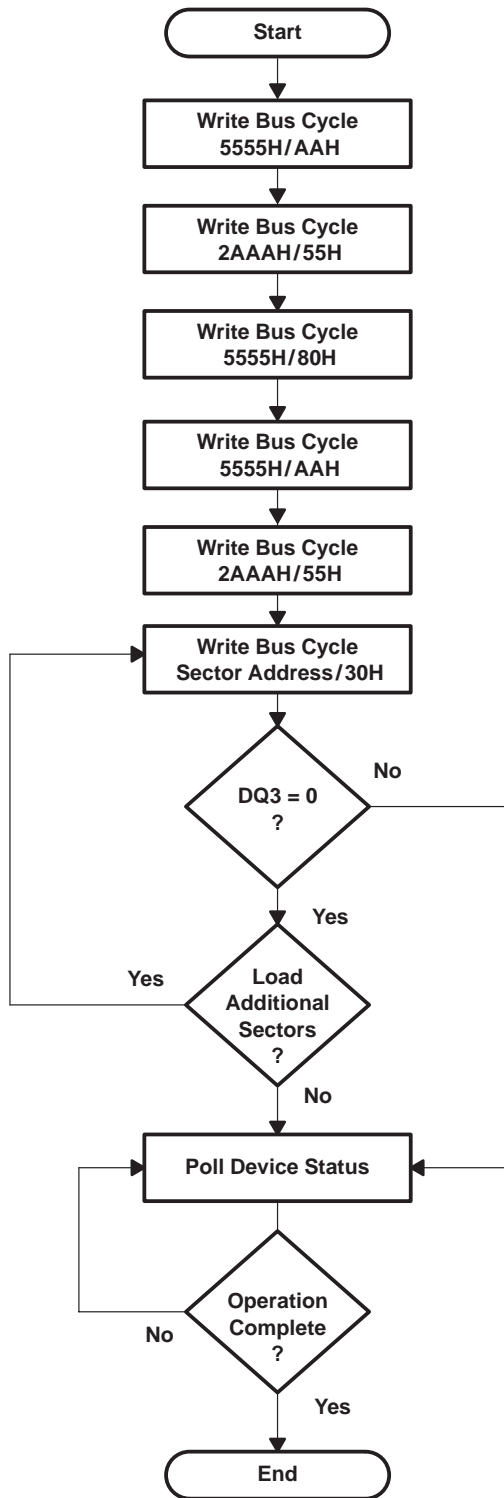 Start
Write Bus Cycle
5555H/AAH
Write Bus Cycle
2AAAH/55H
Write Bus Cycle
5555H/80H
Write Bus Cycle
5555H/AAH
Write Bus Cycle
2AAAH/55H
Write Bus Cycle
Sector Address/30H
No
DQ3 = 0
?
Yes
Yes
Load
Additional
Sectors
?
No
Poll Device Status
Operation
Complete
?
No
Yes
End